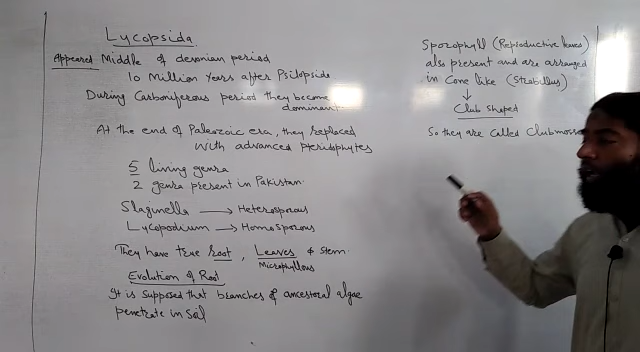 Lycopsida
Appeared Middle of devonian period
10 Million Years after Psilopside
During Carboniferous period they become
dominant.
At the end of Paleozoic era, they replaced
with advanced pteridophytes
5 living genra
2 genra present in Pakistan.
Slaginella → Heterosporous
Lycopodium → Homosporous
They have true root, Leaves & stem.
Microphyllous
Evolution of Root
It is supposed that branches of ancestoral algae
penetrate in soil
Sporophyll (Reproductive leaves)
also present and are arranged
in Cone like (Strobillus)
↓
Club Shaped
So they are called Clubmosses